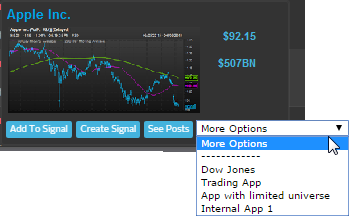 Apple Inc.
$92.15
$507BN
Add To Signal
Create Signal
See Posts
More Options
More Options
------------
Dow Jones
Trading App
App with limited universe
Internal App 1